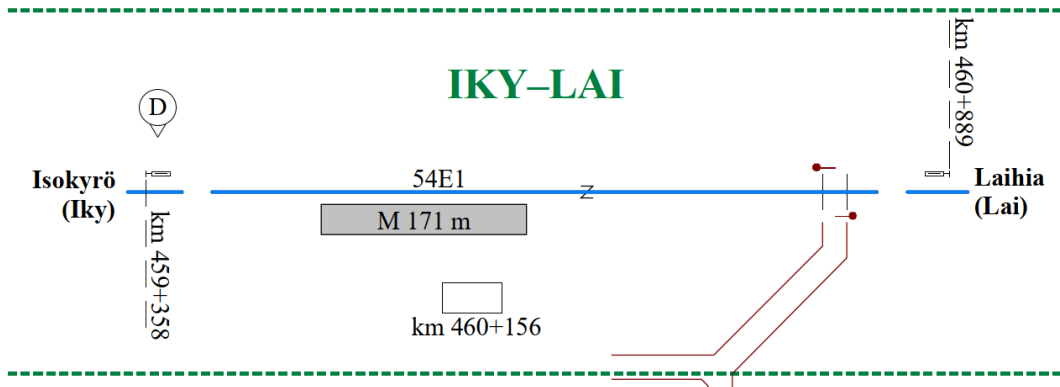 IKY–LAI
km 460+889
D
Isokyrö
(Iky)
54E1
Z
Laihia
(Lai)
M 171 m
km 459+358
km 460+156